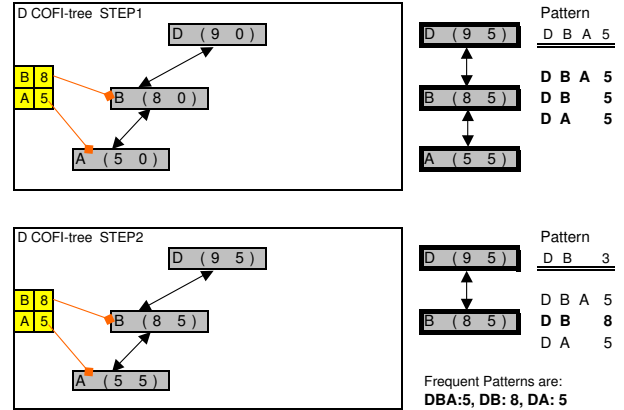 D COFI-tree STEP1
D (9 0)
B 8
A 5
B (8 0)
A (5 0)
D (9 5)
B (8 5)
A (5 5)
Pattern
D B A 5
D B A 5
D B 5
D A 5
D COFI-tree STEP2
D (9 5)
B 8
A 5
B (8 5)
A (5 5)
D (9 5)
B (8 5)
Pattern
D B 3
D B A 5
D B 8
D A 5
Frequent Patterns are:
DBA:5, DB: 8, DA: 5